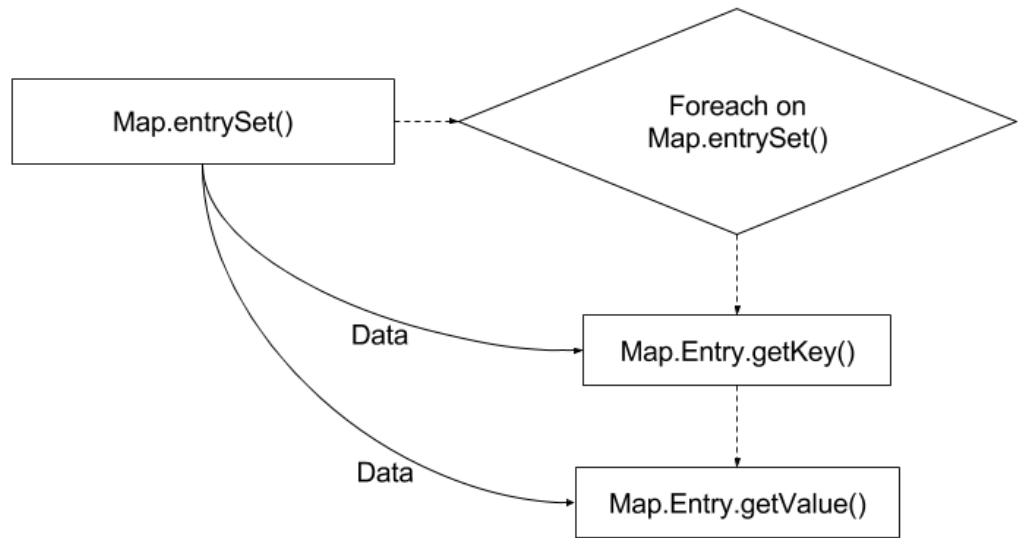 Map.entrySet()
Foreach on
Map.entrySet()
Data
Map.Entry.getKey()
Data
Map.Entry.getValue()